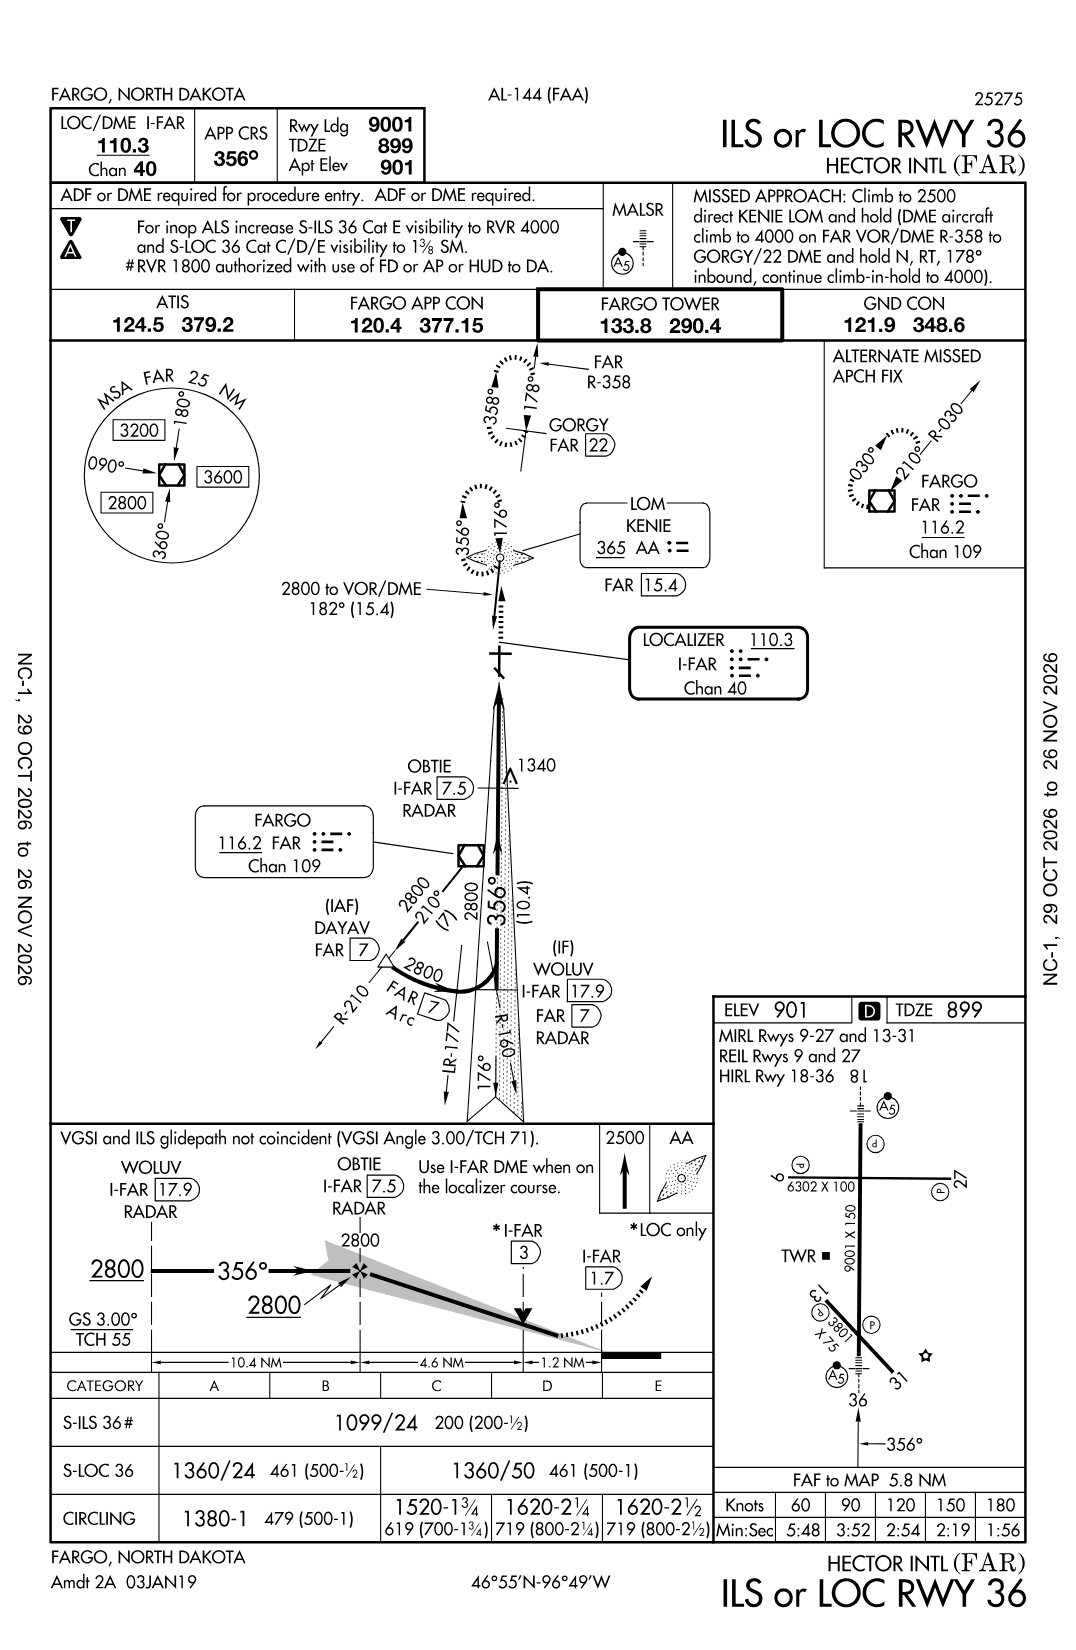 FARGO, NORTH DAKOTA
AL-144 (FAA)
25275
ILS or LOC RWY 36
HECTOR INTL (FAR)
LOC/DME I-FAR
110.3
Chan 40
APP CRS
356°
Rwy Ldg 9001
TDZE 899
Apt Elev 901
ADF or DME required for procedure entry. ADF or DME required.
T
A
For inop ALS increase S-ILS 36 Cat E visibility to RVR 4000
and S-LOC 36 Cat C/D/E visibility to 1⅜ SM.
#RVR 1800 authorized with use of FD or AP or HUD to DA.
MALSR
A5
MISSED APPROACH: Climb to 2500
direct KENIE LOM and hold (DME aircraft
climb to 4000 on FAR VOR/DME R-358 to
GORGY/22 DME and hold N, RT, 178°
inbound, continue climb-in-hold to 4000).
ATIS
124.5 379.2
FARGO APP CON
120.4 377.15
FARGO TOWER
133.8 290.4
GND CON
121.9 348.6
MSA FAR 25 NM
180°
3200
090°
3600
2800
360°
FAR
R-358
358°
178°
GORGY
FAR 22
ALTERNATE MISSED
APCH FIX
R-030
030°
210°
FARGO
FAR
116.2
Chan 109
356°
176°
LOM
KENIE
365 AA
FAR 15.4
2800 to VOR/DME
182° (15.4)
LOCALIZER 110.3
I-FAR
Chan 40
OBTIE
I-FAR 7.5
RADAR
1340
FARGO
116.2 FAR
Chan 109
2800
210°
(7)
2800
356°
(10.4)
(IAF)
DAYAV
FAR 7
2800
FAR 7
Arc
R-210
LR-177
R-160
176°
(IF)
WOLUV
I-FAR 17.9
FAR 7
RADAR
ELEV 901
D
TDZE 899
MIRL Rwys 9-27 and 13-31
REIL Rwys 9 and 27
HIRL Rwy 18-36
18
A5
P
P
9
6302 X 100
27
P
9001 X 150
TWR
13
P
3801
X 75
P
A5
31
36
356°
VGSI and ILS glidepath not coincident (VGSI Angle 3.00/TCH 71).
2500
AA
WOLUV
I-FAR 17.9
RADAR
OBTIE
I-FAR 7.5
RADAR
Use I-FAR DME when on
the localizer course.
*I-FAR
3
*LOC only
I-FAR
1.7
2800
2800
356°
2800
GS 3.00°
TCH 55
10.4 NM
4.6 NM
1.2 NM
CATEGORY A B C D E
S-ILS 36# 1099/24 200 (200-½)
S-LOC 36 1360/24 461 (500-½) 1360/50 461 (500-1)
CIRCLING 1380-1 479 (500-1)
1520-1¾
619 (700-1¾)
1620-2¼
719 (800-2¼)
1620-2½
719 (800-2½)
FAF to MAP 5.8 NM
Knots 60 90 120 150 180
Min:Sec 5:48 3:52 2:54 2:19 1:56
FARGO, NORTH DAKOTA
Amdt 2A 03JAN19
46°55'N-96°49'W
HECTOR INTL (FAR)
ILS or LOC RWY 36
NC-1, 29 OCT 2026 to 26 NOV 2026
NC-1, 29 OCT 2026 to 26 NOV 2026